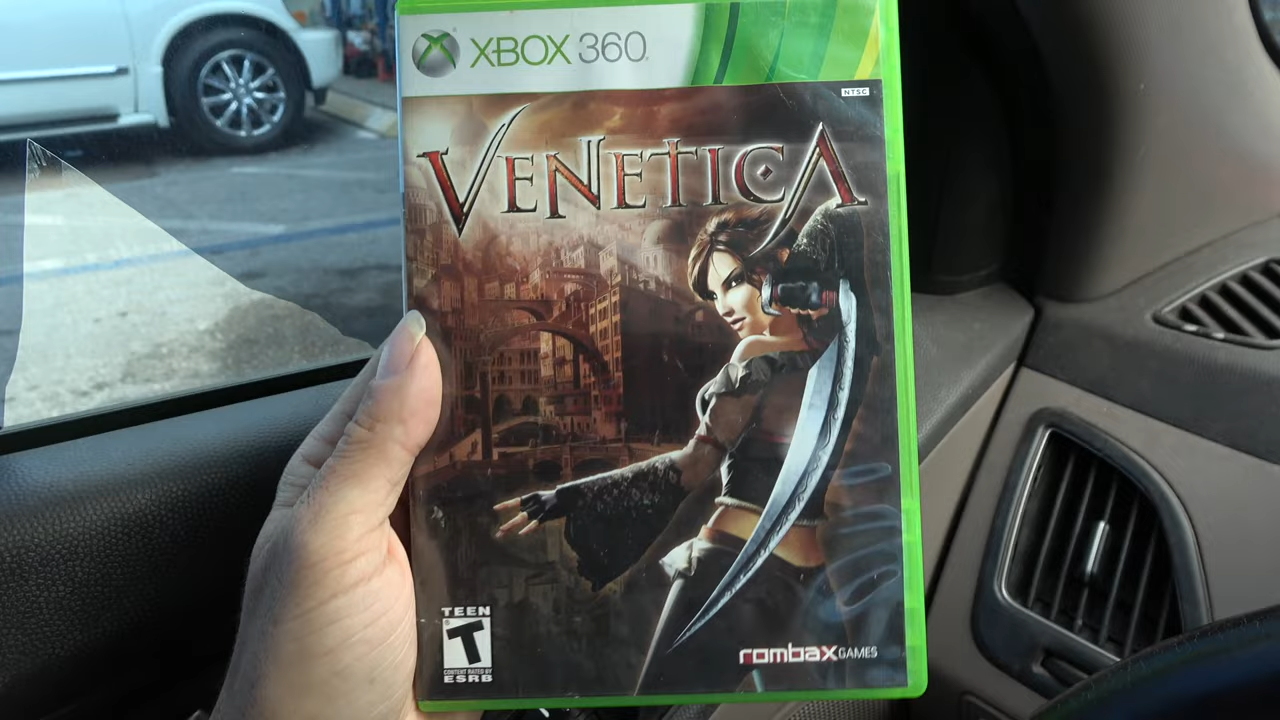 XBOX 360
NTSC
VENETICA
TEEN
T
CONTENT RATED BY
ESRB
rombax GAMES